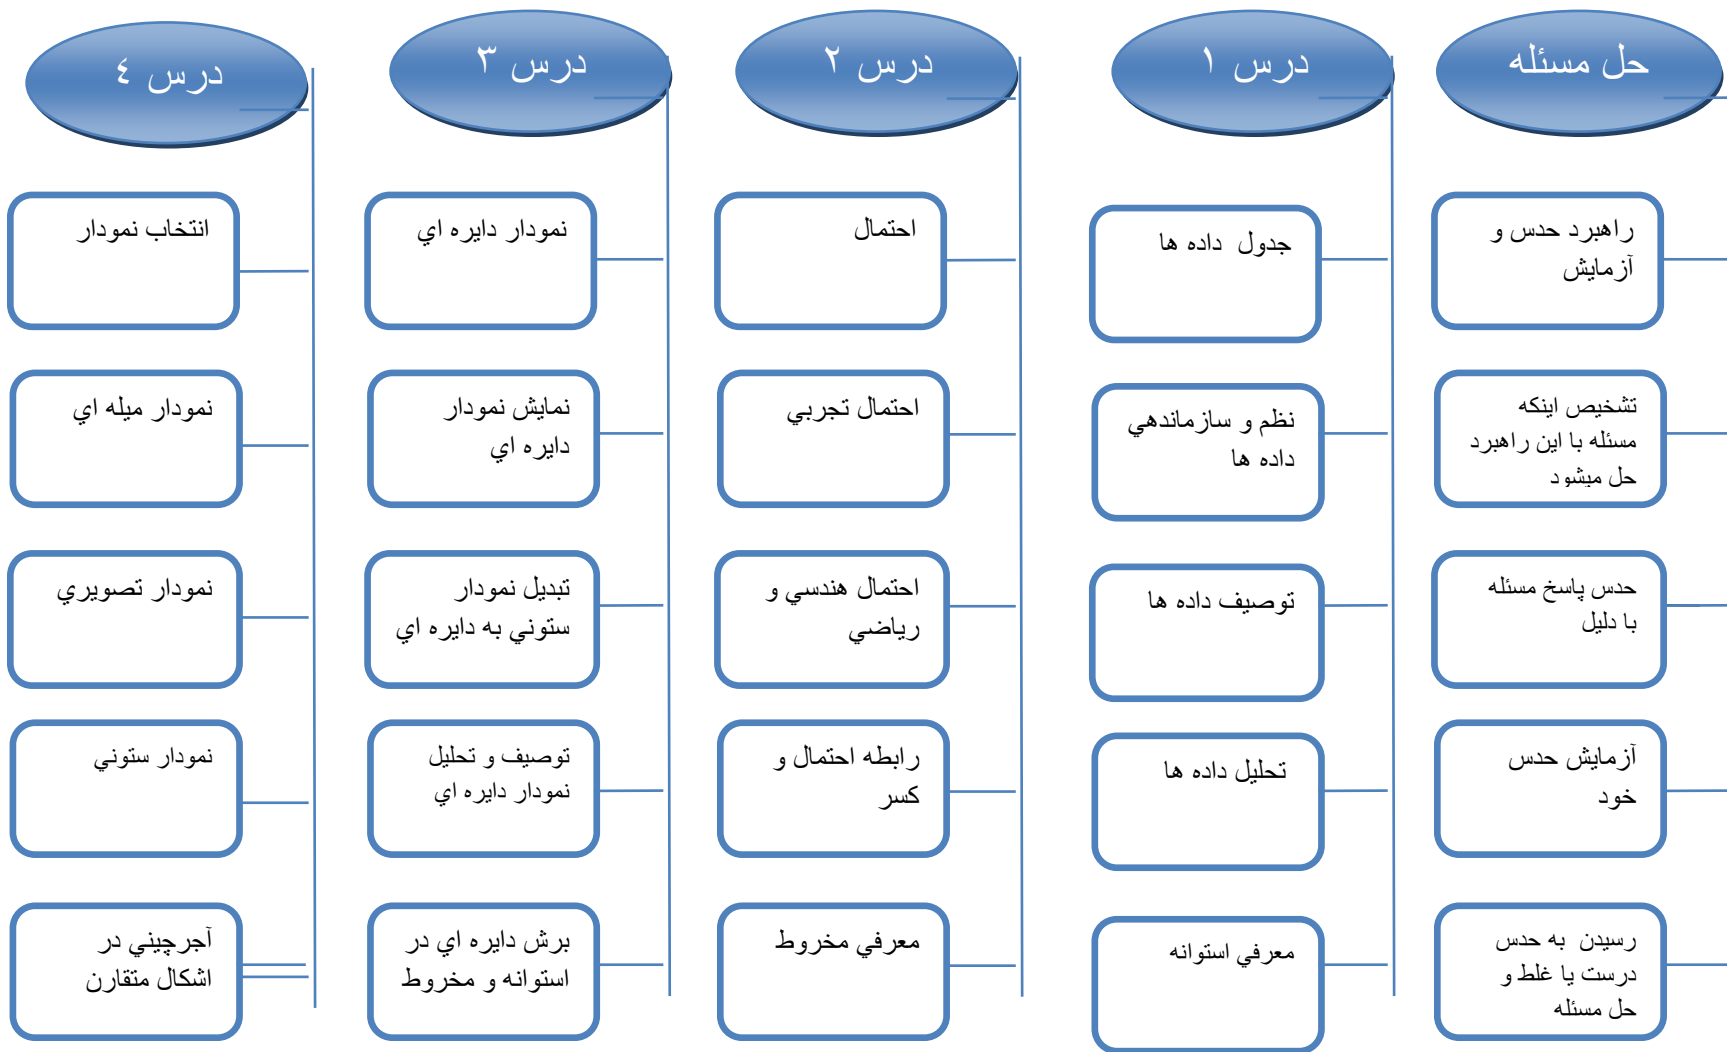 حل مسئله
راهبرد حدس و
آزمايش
تشخيص اينكه
مسئله با اين راهبرد
حل ميشود
حدس پاسخ مسئله
با دليل
آزمايش حدس
خود
رسيدن به حدس
درست يا غلط و
حل مسئله
درس ١
جدول داده ها
نظم و سازماندهي
داده ها
توصيف داده ها
تحليل داده ها
معرفي استوانه
درس ٢
احتمال
احتمال تجربي
احتمال هندسي و
رياضي
رابطه احتمال و
كسر
معرفي مخروط
درس ٣
نمودار دايره اي
نمايش نمودار
دايره اي
تبديل نمودار
ستوني به دايره اي
توصيف و تحليل
نمودار دايره اي
برش دايره اي در
استوانه و مخروط
درس ٤
انتخاب نمودار
نمودار ميله اي
نمودار تصويري
نمودار ستوني
آجرچيني در
اشكال متقارن